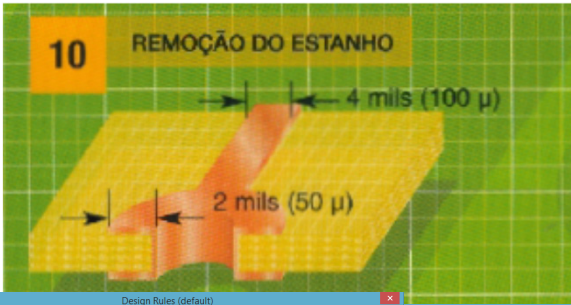 10
REMOÇÃO DO ESTANHO
4 mils (100 µ)
2 mils (50 µ)
Design Rules (default)